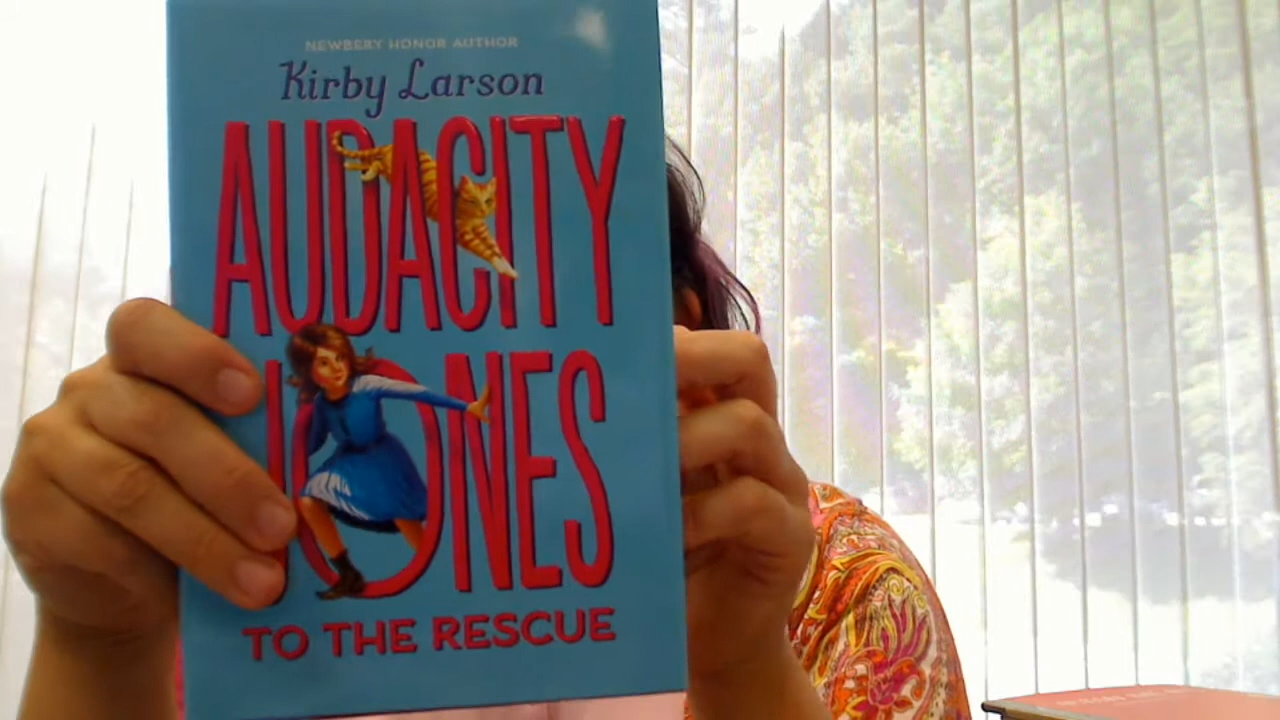 NEWBERY HONOR AUTHOR
Kirby Larson
AUDACITY
JONES
TO THE RESCUE